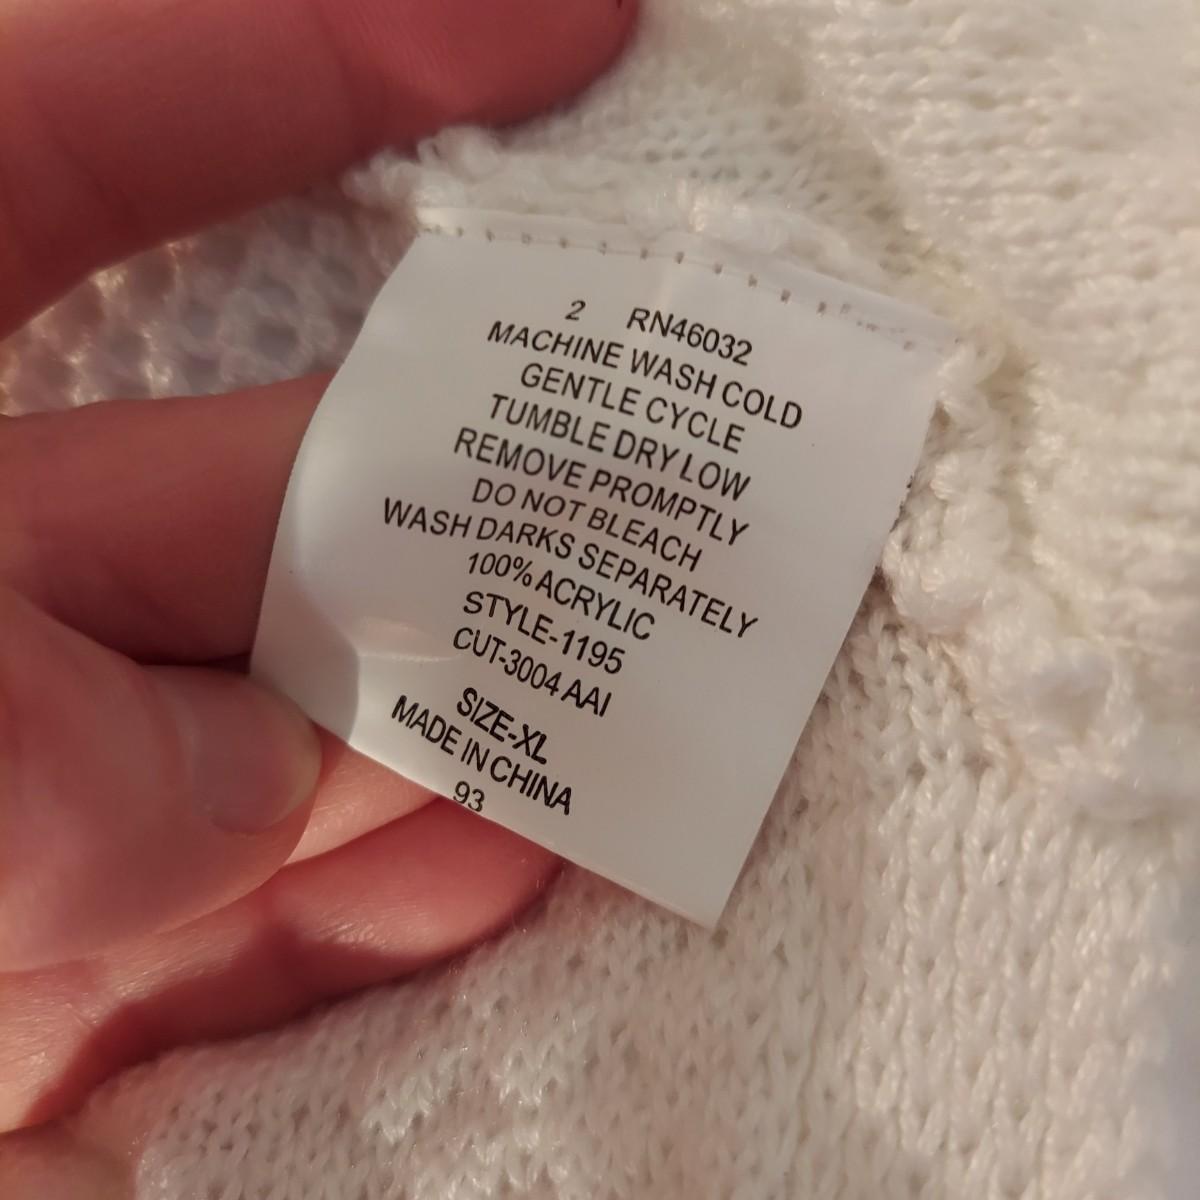 2 RN46032
MACHINE WASH COLD
GENTLE CYCLE
TUMBLE DRY LOW
REMOVE PROMPTLY
DO NOT BLEACH
WASH DARKS SEPARATELY
100% ACRYLIC
STYLE-1195
CUT-3004 AAI
SIZE-XL
MADE IN CHINA
93